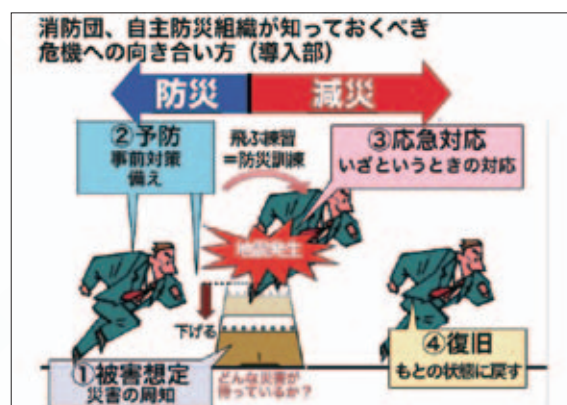 消防団、自主防災組織が知っておくべき
危機への向き合い方（導入部）
防災
減災
②予防
事前対策
備え
飛ぶ練習
＝防災訓練
③応急対応
いざというときの対応
地震発生
下げる
①被害想定
災害の周知
どんな災害が
待っているか？
④復旧
もとの状態に戻す